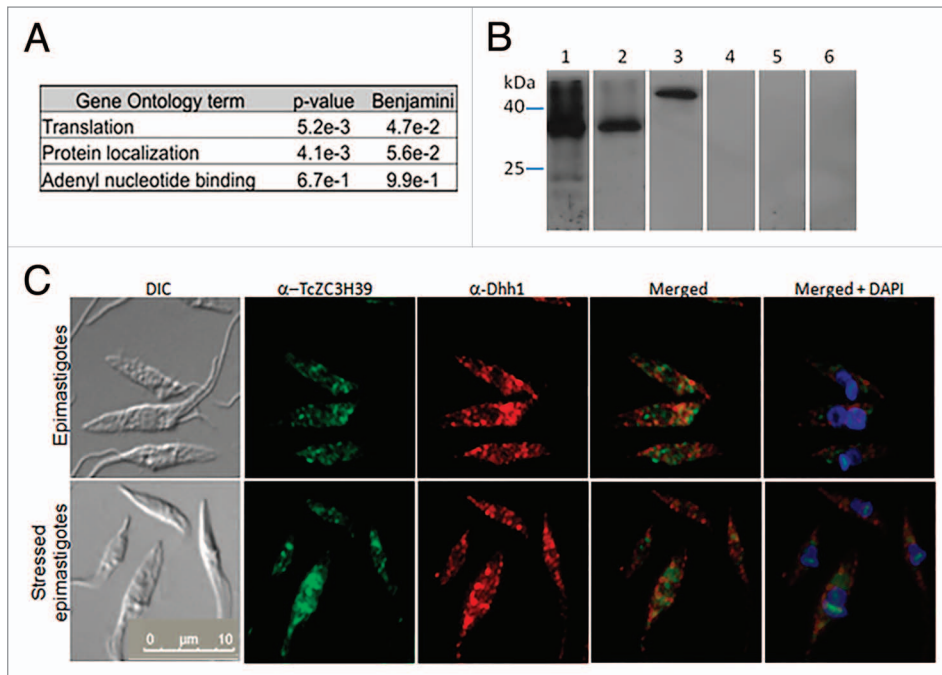 A
Gene Ontology term p-value Benjamini
Translation 5.2e-3 4.7e-2
Protein localization 4.1e-3 5.6e-2
Adenyl nucleotide binding 6.7e-1 9.9e-1
B
1 2 3 4 5 6
kDa
40
25
C
DIC α–TcZC3H39 α-Dhh1 Merged Merged + DAPI
Epimastigotes
Stressed
epimastigotes
0 µm 10